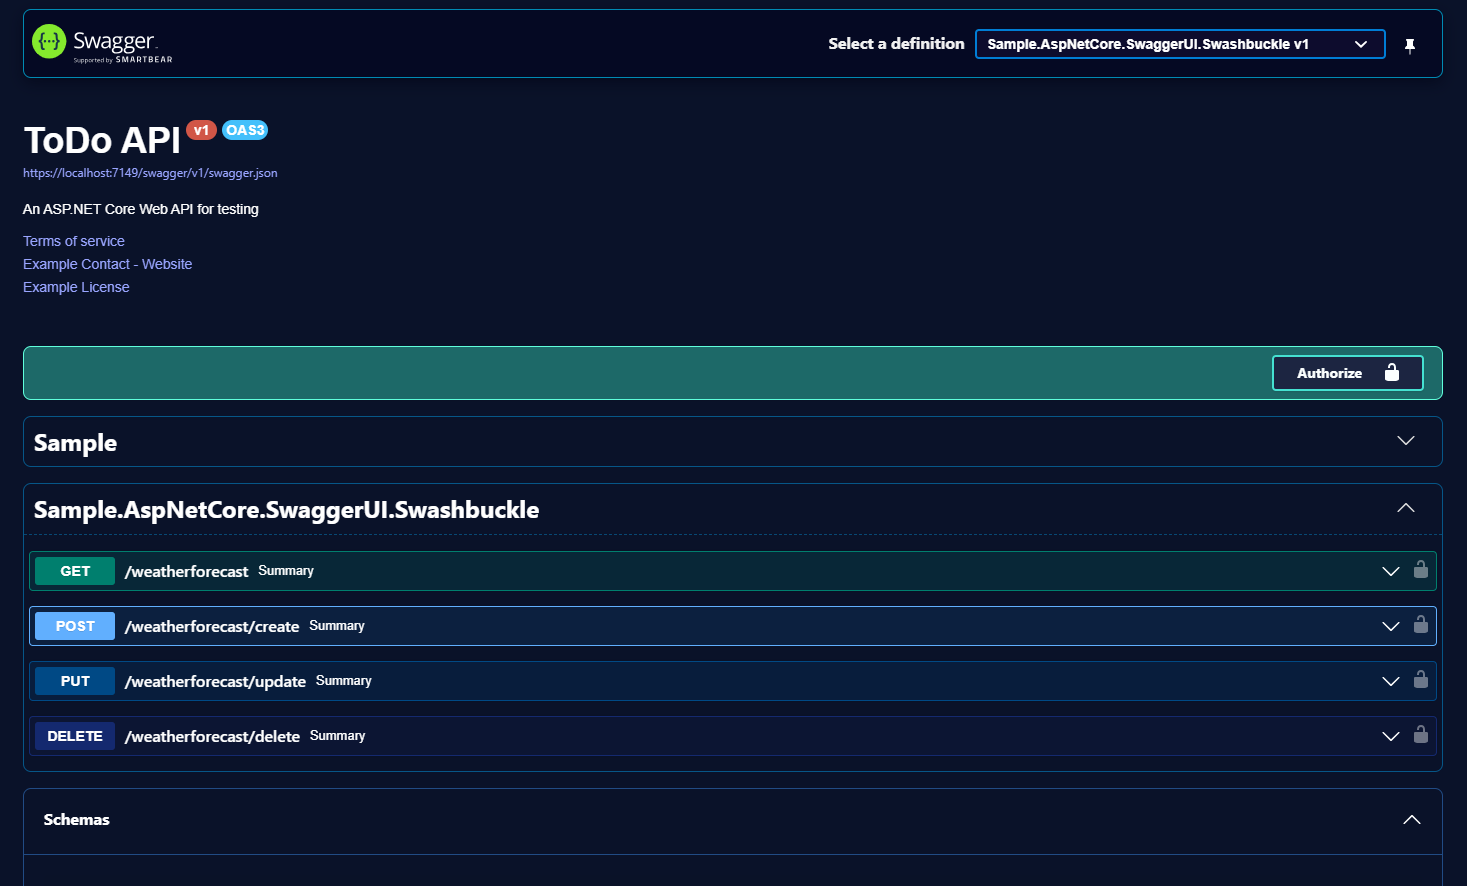 {···} Swagger™
Supported by SMARTBEAR
Select a definition
Sample.AspNetCore.SwaggerUI.Swashbuckle v1
ToDo API v1 OAS3
https://localhost:7149/swagger/v1/swagger.json
An ASP.NET Core Web API for testing
Terms of service
Example Contact - Website
Example License
Authorize
Sample
Sample.AspNetCore.SwaggerUI.Swashbuckle
GET /weatherforecast Summary
POST /weatherforecast/create Summary
PUT /weatherforecast/update Summary
DELETE /weatherforecast/delete Summary
Schemas